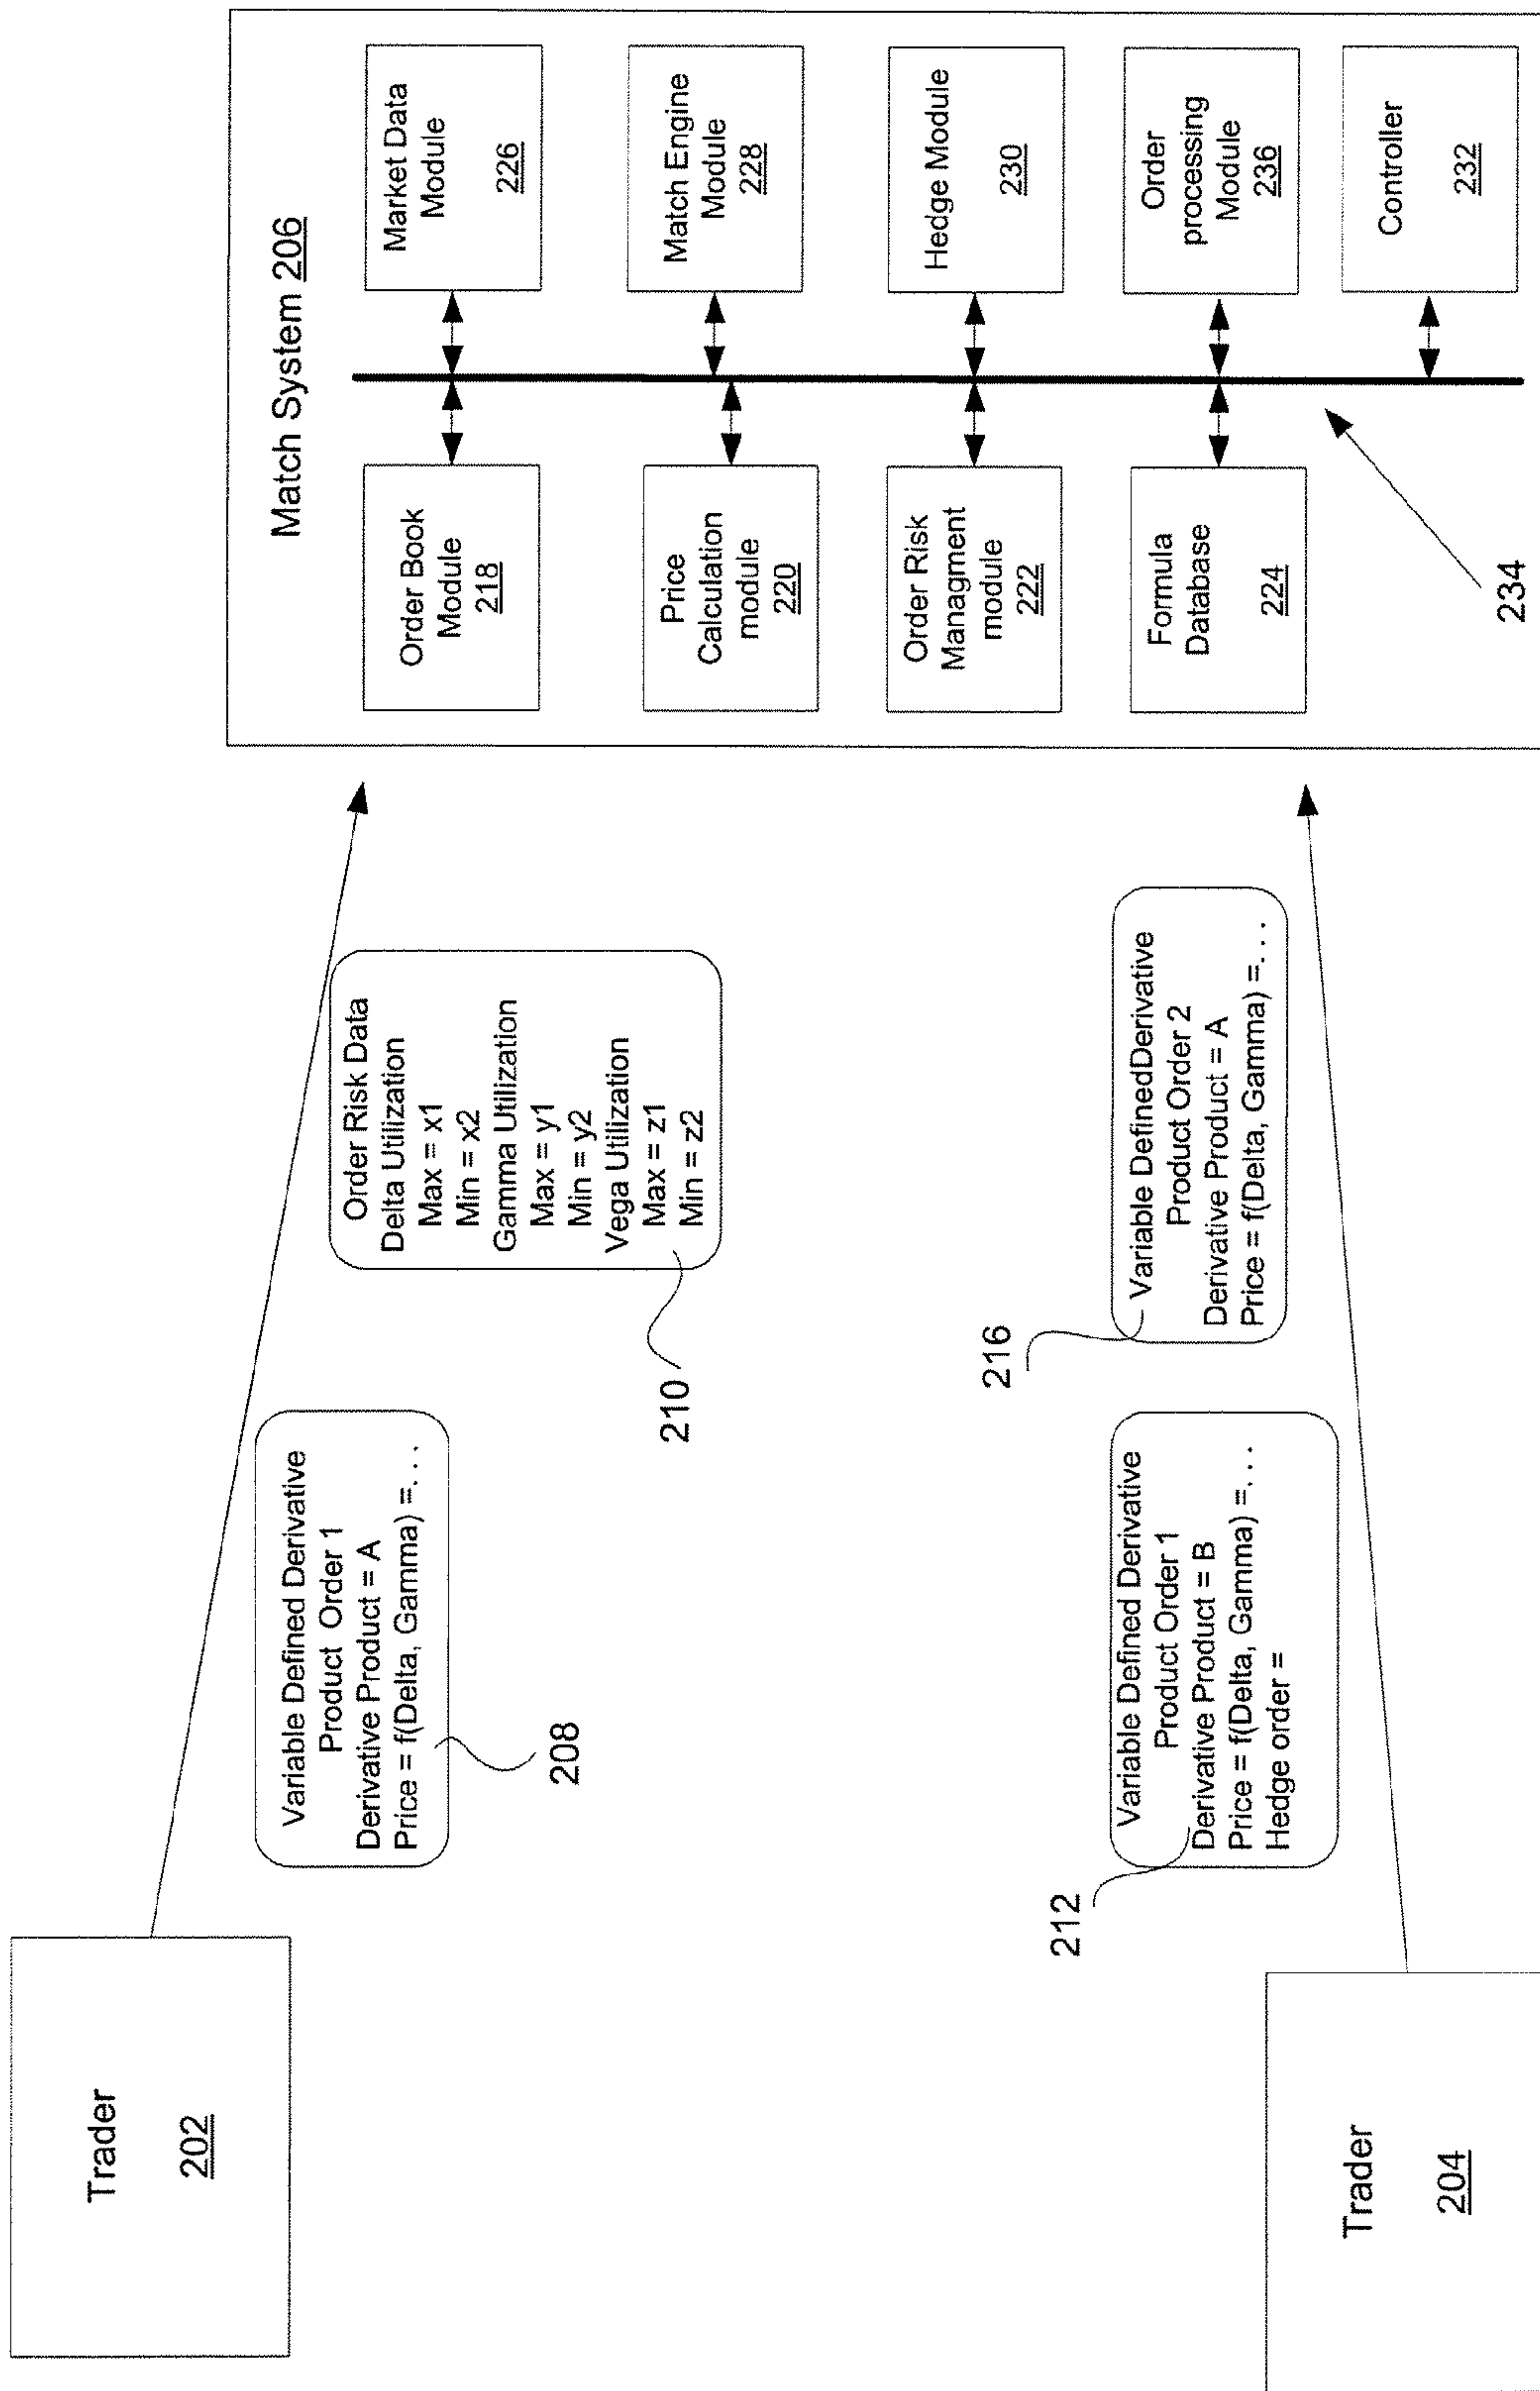 Trader
202
Variable Defined Derivative
Product Order 1
Derivative Product = A
Price = f(Delta, Gamma) =. . .
208
Order Risk Data
Delta Utilization
Max = x1
Min = x2
Gamma Utilization
Max = y1
Min = y2
Vega Utilization
Max = z1
Min = z2
210
Trader
204
Variable Defined Derivative
Product Order 1
Derivative Product = B
Price = f(Delta, Gamma) =. . .
Hedge order =
212
Variable DefinedDerivative
Product Order 2
Derivative Product = A
Price = f(Delta, Gamma) =. . .
216
Match System 206
Order Book
Module
218
Price
Calculation
module
220
Order Risk
Managment
module
222
Formula
Database
224
Market Data
Module
226
Match Engine
Module
228
Hedge Module
230
Order
processing
Module
236
Controller
232
234